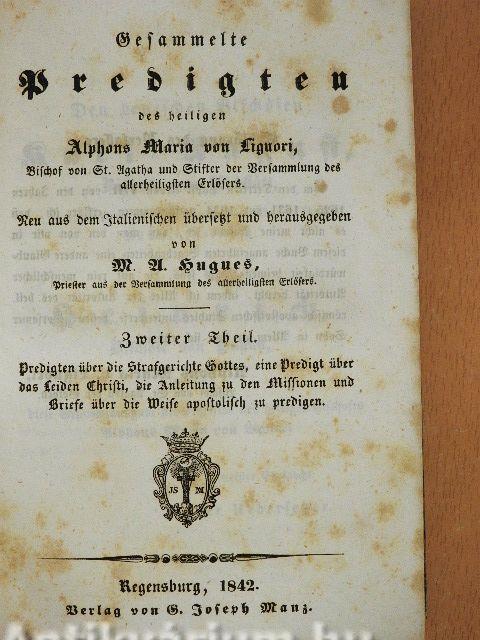 Gesammelte
Predigten
des heiligen
Alphons Maria von Liguori,
Bischof von St. Agatha und Stifter der Versammlung des
allerheiligsten Erlösers.
Neu aus dem Italienischen übersetzt und herausgegeben
von
M. A. Hugues,
Priester aus der Versammlung des allerheiligsten Erlösers.
Zweiter Theil.
Predigten über die Strafgerichte Gottes, eine Predigt über
das Leiden Christi, die Anleitung zu den Missionen und
Briefe über die Weise apostolisch zu predigen.
JS M
Regensburg, 1842.
Verlag von G. Joseph Manz.
Antikvárium.hu